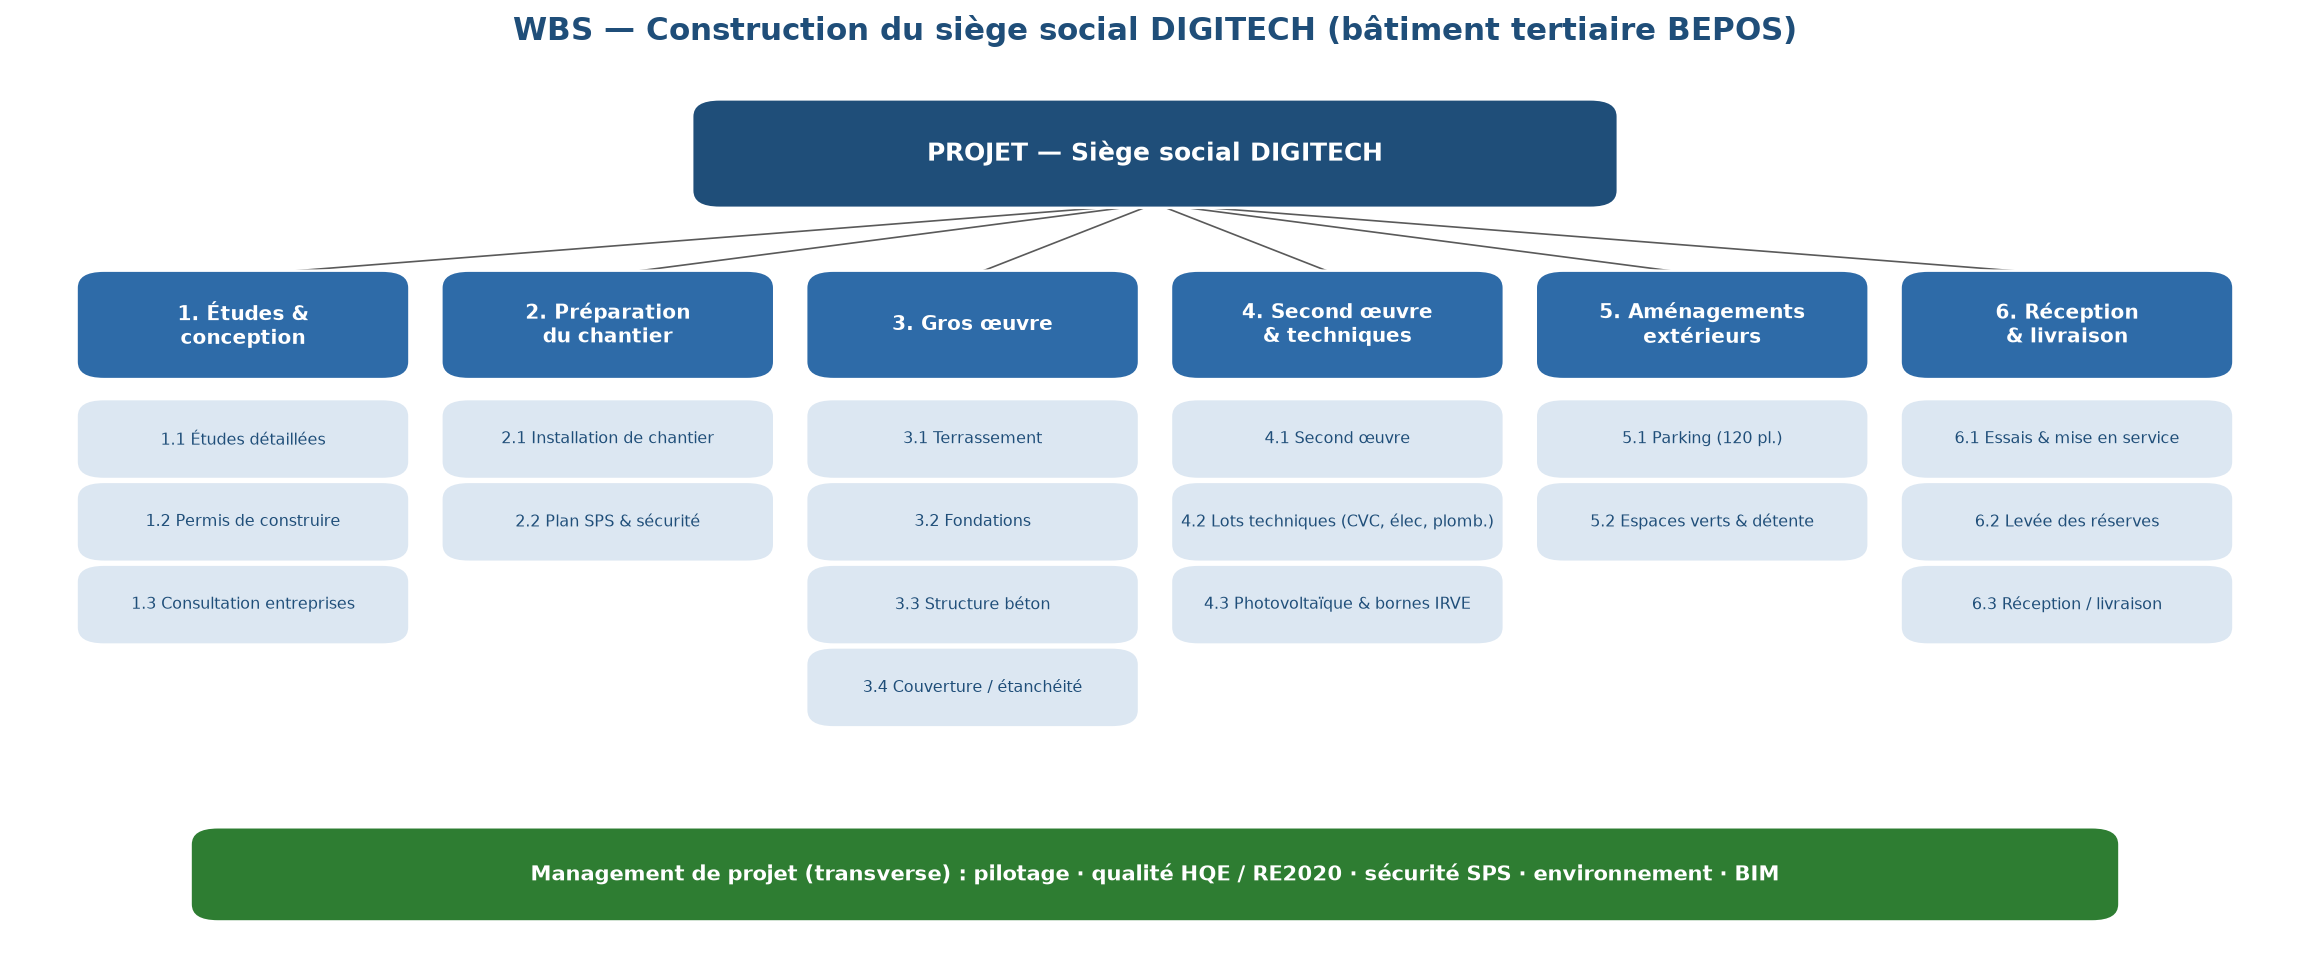 WBS — Construction du siège social DIGITECH (bâtiment tertiaire BEPOS)
PROJET — Siège social DIGITECH
1. Études &
conception
1.1 Études détaillées
1.2 Permis de construire
1.3 Consultation entreprises
2. Préparation
du chantier
2.1 Installation de chantier
2.2 Plan SPS & sécurité
3. Gros œuvre
3.1 Terrassement
3.2 Fondations
3.3 Structure béton
3.4 Couverture / étanchéité
4. Second œuvre
& techniques
4.1 Second œuvre
4.2 Lots techniques (CVC, élec, plomb.)
4.3 Photovoltaïque & bornes IRVE
5. Aménagements
extérieurs
5.1 Parking (120 pl.)
5.2 Espaces verts & détente
6. Réception
& livraison
6.1 Essais & mise en service
6.2 Levée des réserves
6.3 Réception / livraison
Management de projet (transverse) : pilotage · qualité HQE / RE2020 · sécurité SPS · environnement · BIM